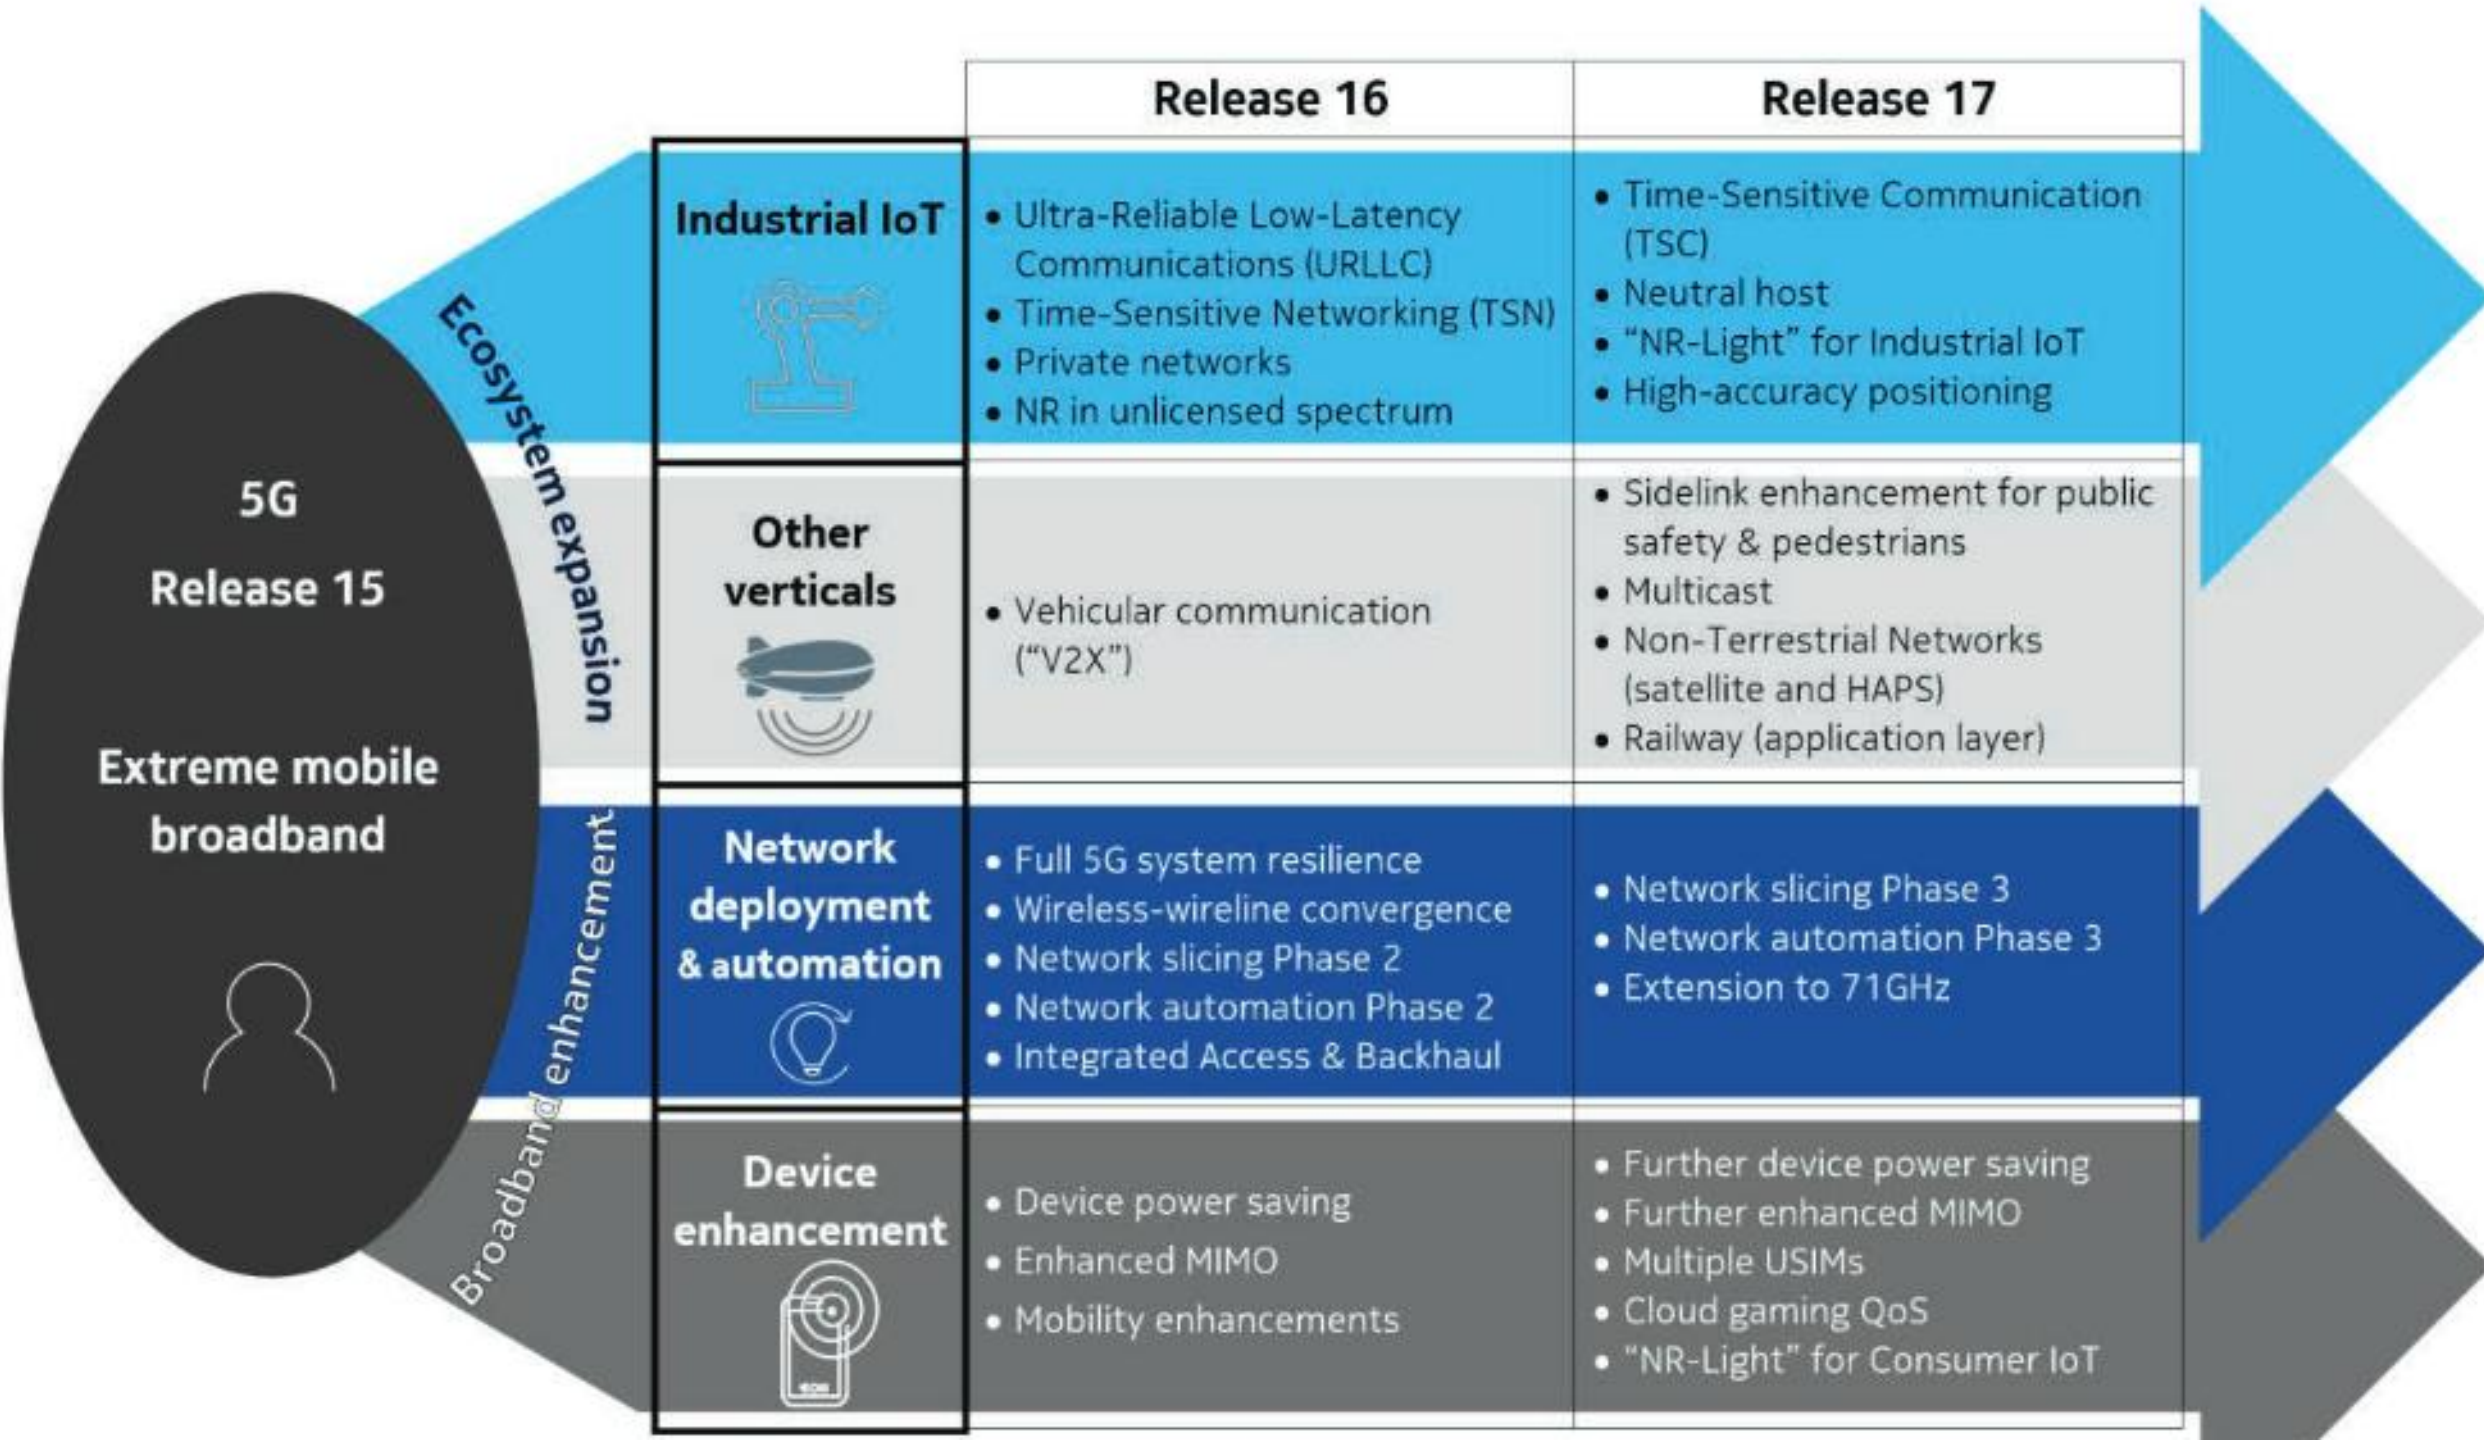 5G
Release 15
Extreme mobile
broadband
Ecosystem expansion
Broadband enhancement
Release 16
Release 17
Industrial IoT
• Ultra-Reliable Low-Latency
Communications (URLLC)
• Time-Sensitive Networking (TSN)
• Private networks
• NR in unlicensed spectrum
• Time-Sensitive Communication
(TSC)
• Neutral host
• “NR-Light” for Industrial IoT
• High-accuracy positioning
Other
verticals
• Vehicular communication
(“V2X”)
• Sidelink enhancement for public
safety & pedestrians
• Multicast
• Non-Terrestrial Networks
(satellite and HAPS)
• Railway (application layer)
Network
deployment
& automation
• Full 5G system resilience
• Wireless-wireline convergence
• Network slicing Phase 2
• Network automation Phase 2
• Integrated Access & Backhaul
• Network slicing Phase 3
• Network automation Phase 3
• Extension to 71GHz
Device
enhancement
• Device power saving
• Enhanced MIMO
• Mobility enhancements
• Further device power saving
• Further enhanced MIMO
• Multiple USIMs
• Cloud gaming QoS
• “NR-Light” for Consumer IoT